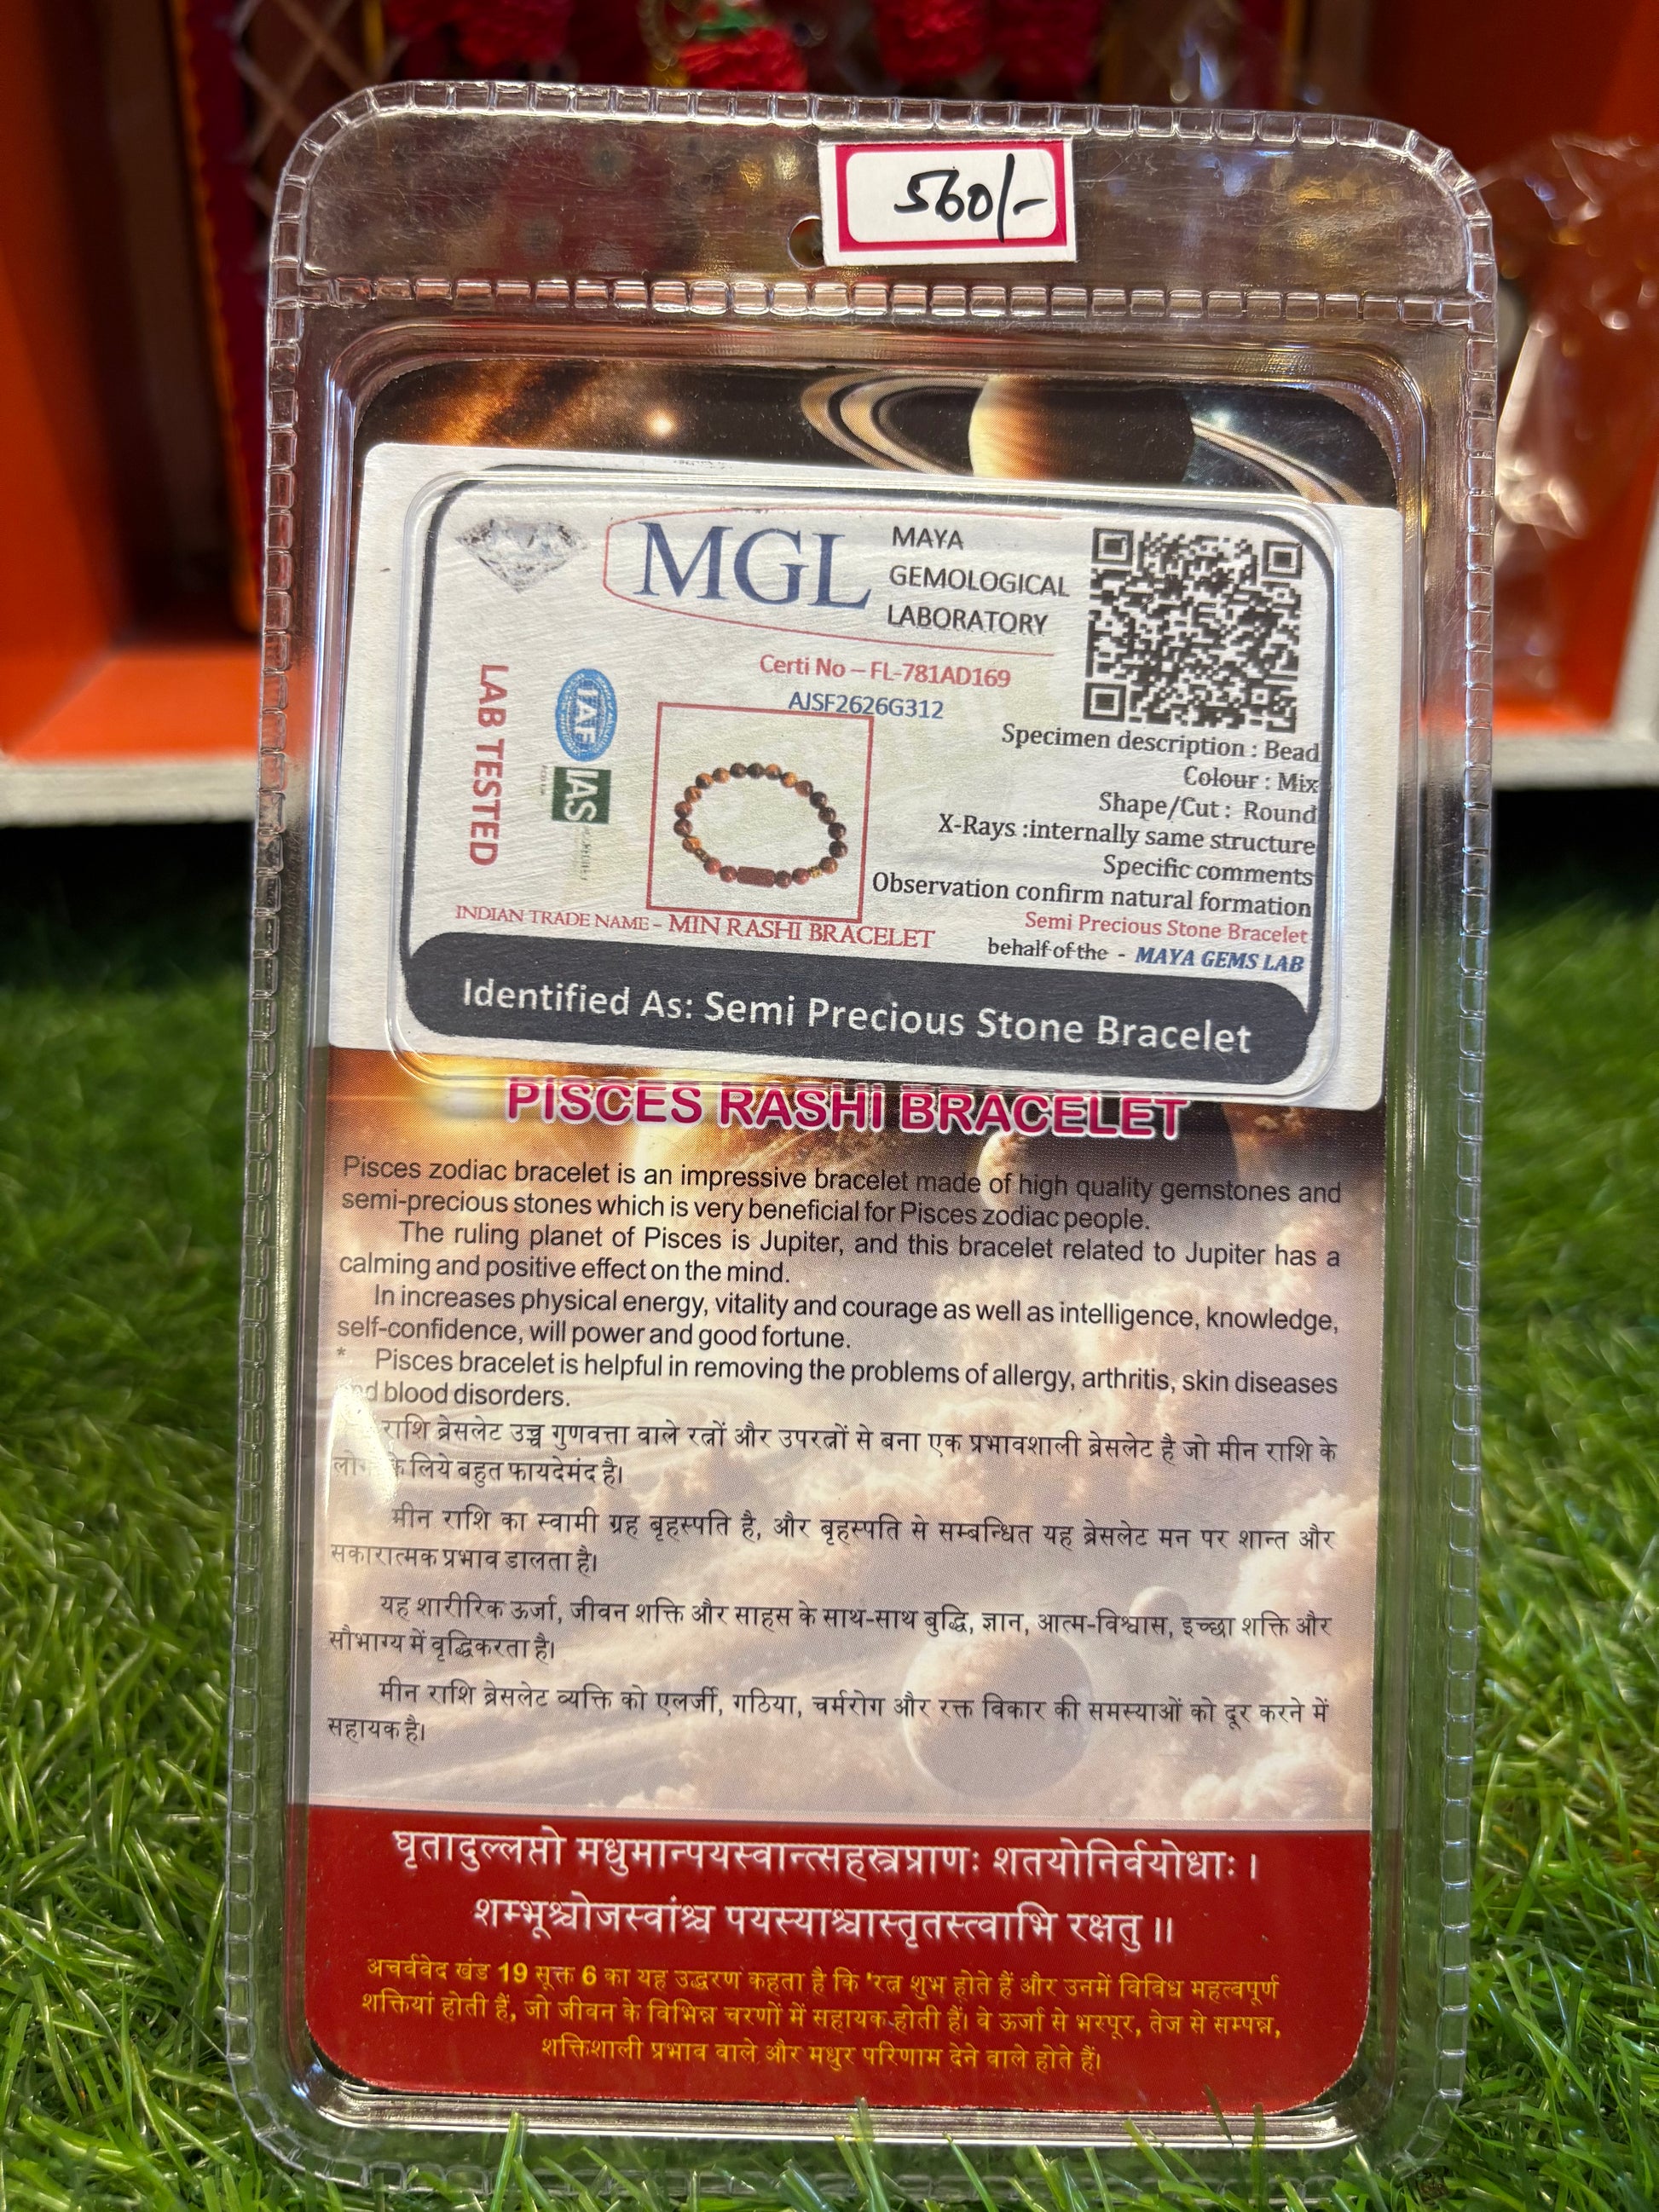 560/-
MGL
MAYA
GEMOLOGICAL
LABORATORY
Certi No – FL-781AD169
AJSF2626G312
LAB TESTED
IAF
IAS
Specimen description : Bead
Colour : Mix
Shape/Cut : Round
X-Rays :internally same structure
Specific comments
Observation confirm natural formation
Semi Precious Stone Bracelet
behalf of the - MAYA GEMS LAB
INDIAN TRADE NAME - MIN RASHI BRACELET
Identified As: Semi Precious Stone Bracelet
PISCES RASHI BRACELET
Pisces zodiac bracelet is an impressive bracelet made of high quality gemstones and
semi-precious stones which is very beneficial for Pisces zodiac people.
The ruling planet of Pisces is Jupiter, and this bracelet related to Jupiter has a
calming and positive effect on the mind.
In increases physical energy, vitality and courage as well as intelligence, knowledge,
self-confidence, will power and good fortune.
* Pisces bracelet is helpful in removing the problems of allergy, arthritis, skin diseases
and blood disorders.
राशि ब्रेसलेट उच्च गुणवत्ता वाले रत्नों और उपरत्नों से बना एक प्रभावशाली ब्रेसलेट है जो मीन राशि के
के लिये बहुत फायदेमंद है।
मीन राशि का स्वामी ग्रह बृहस्पति है, और बृहस्पति से सम्बन्धित यह ब्रेसलेट मन पर शान्त और
सकारात्मक प्रभाव डालता है।
यह शारीरिक ऊर्जा, जीवन शक्ति और साहस के साथ-साथ बुद्धि, ज्ञान, आत्म-विश्वास, इच्छा शक्ति और
सौभाग्य में वृद्धिकरता है।
मीन राशि ब्रेसलेट व्यक्ति को एलर्जी, गठिया, चर्मरोग और रक्त विकार की समस्याओं को दूर करने में
सहायक है।
घृतादुल्लप्तो मधुमान्पयस्वान्त्सहस्त्रप्राणः शतयोनिर्वयोधाः ।
शम्भूश्चोजस्वांश्च पयस्याश्चास्तृतस्त्वाभि रक्षतु ॥
अचर्ववेद खंड 19 सूक्त 6 का यह उद्धरण कहता है कि 'रत्न शुभ होते हैं और उनमें विविध महत्वपूर्ण
शक्तियां होती हैं, जो जीवन के विभिन्न चरणों में सहायक होती हैं। वे ऊर्जा से भरपूर, तेज से सम्पन्न,
शक्तिशाली प्रभाव वाले और मधुर परिणाम देने वाले होते हैं।